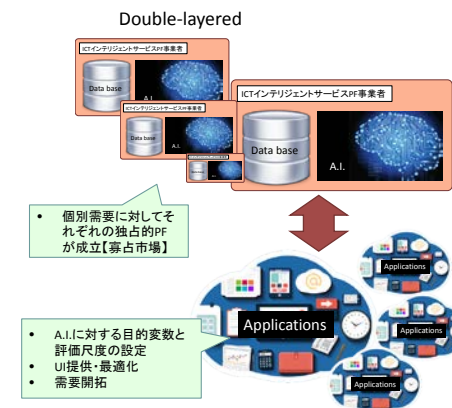 Double-layered
ICTインテリジェントサービスPF事業者
Data base
A.I.
ICTインテリジェントサービスPF事業者
Data base
A.I.
ICTインテリジェントサービスPF事業者
Data base
A.I.
• 個別需要に対してそ
れぞれの独占的PF
が成立【寡占市場】
Applications
Applications
Applications
Applications
• A.I.に対する目的変数と
評価尺度の設定
• UI提供・最適化
• 需要開拓